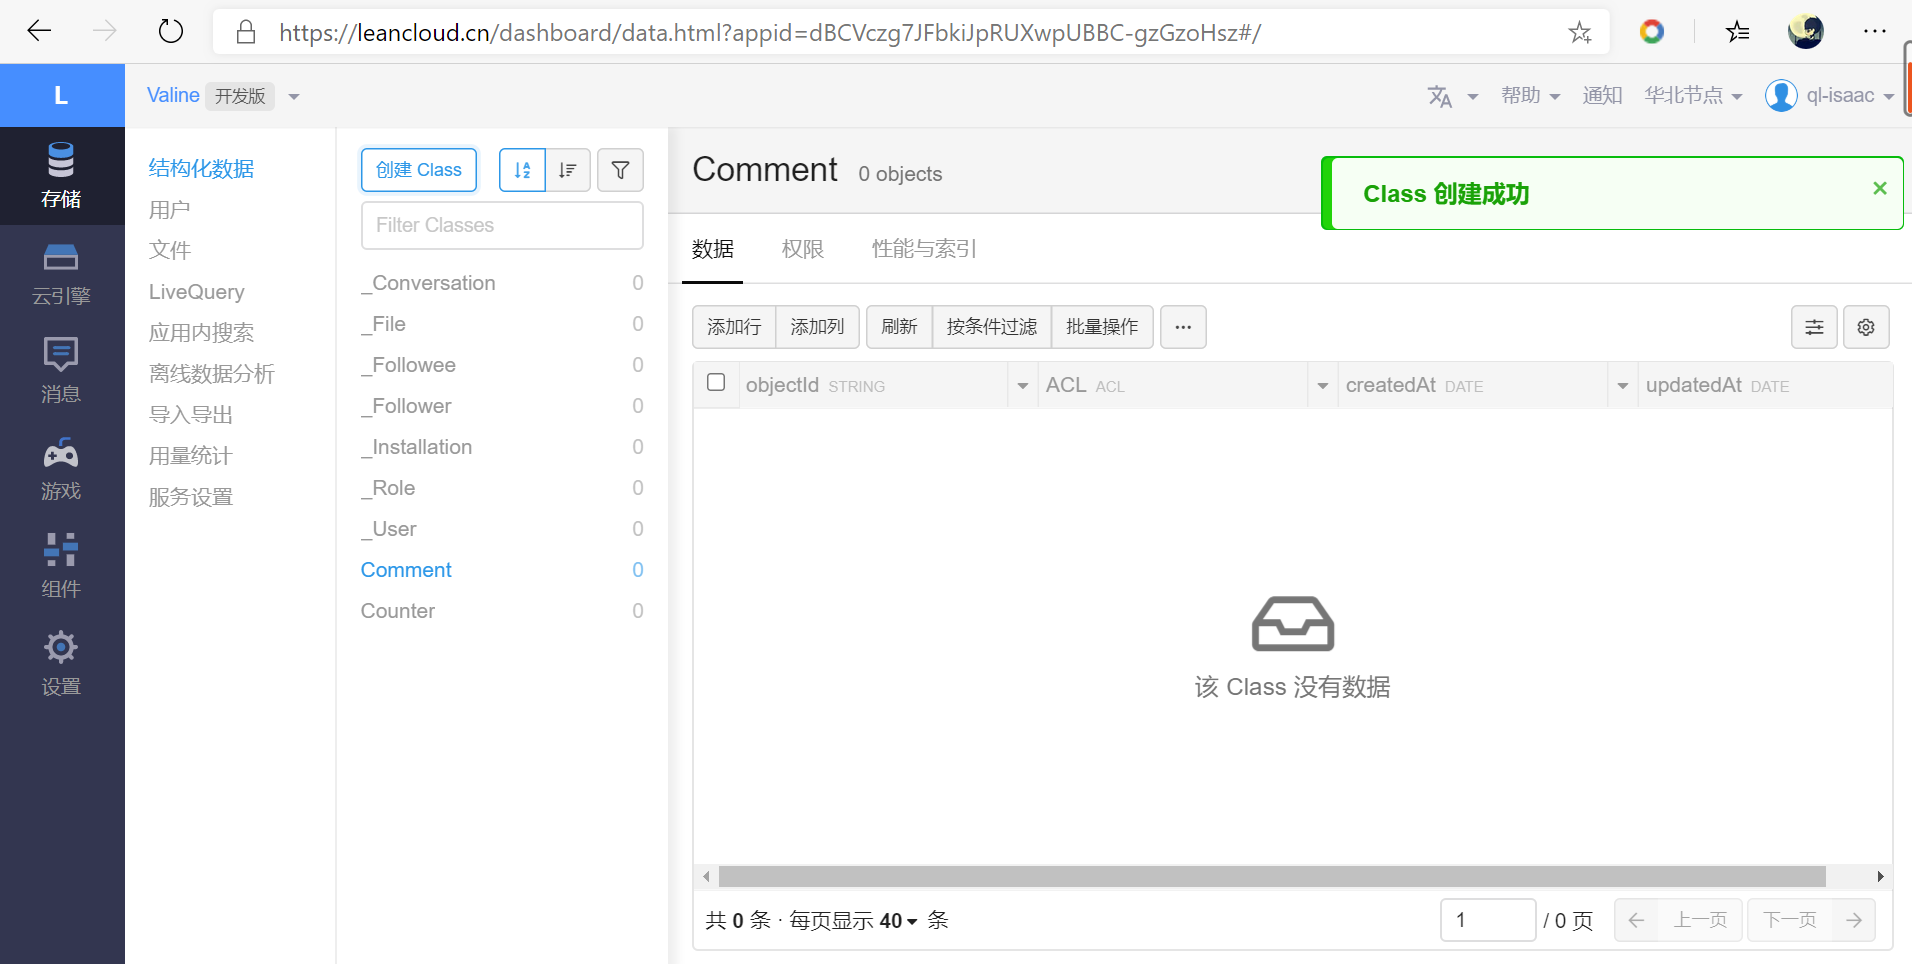 https://leancloud.cn/dashboard/data.html?appid=dBCVczg7JFbkiJpRUXwpUBBC-gzGzoHsz#/
L
Valine 开发版
帮助 通知 华北节点 ql-isaac
存储
云引擎
消息
游戏
组件
设置
结构化数据
用户
文件
LiveQuery
应用内搜索
离线数据分析
导入导出
用量统计
服务设置
创建 Class
Filter Classes
_Conversation 0
_File 0
_Followee 0
_Follower 0
_Installation 0
_Role 0
_User 0
Comment 0
Counter 0
Comment 0 objects
Class 创建成功 ×
数据 权限 性能与索引
添加行 添加列 刷新 按条件过滤 批量操作 ···
objectId STRING ACL ACL createdAt DATE updatedAt DATE
该 Class 没有数据
共 0 条 · 每页显示 40 条
1 / 0 页 上一页 下一页